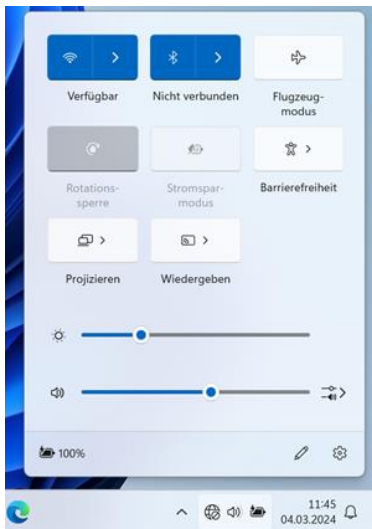 Verfügbar
Nicht verbunden
Flugzeug-
modus
Rotations-
sperre
Stromspar-
modus
Barrierefreiheit
Projizieren
Wiedergeben
100%
11:45
04.03.2024